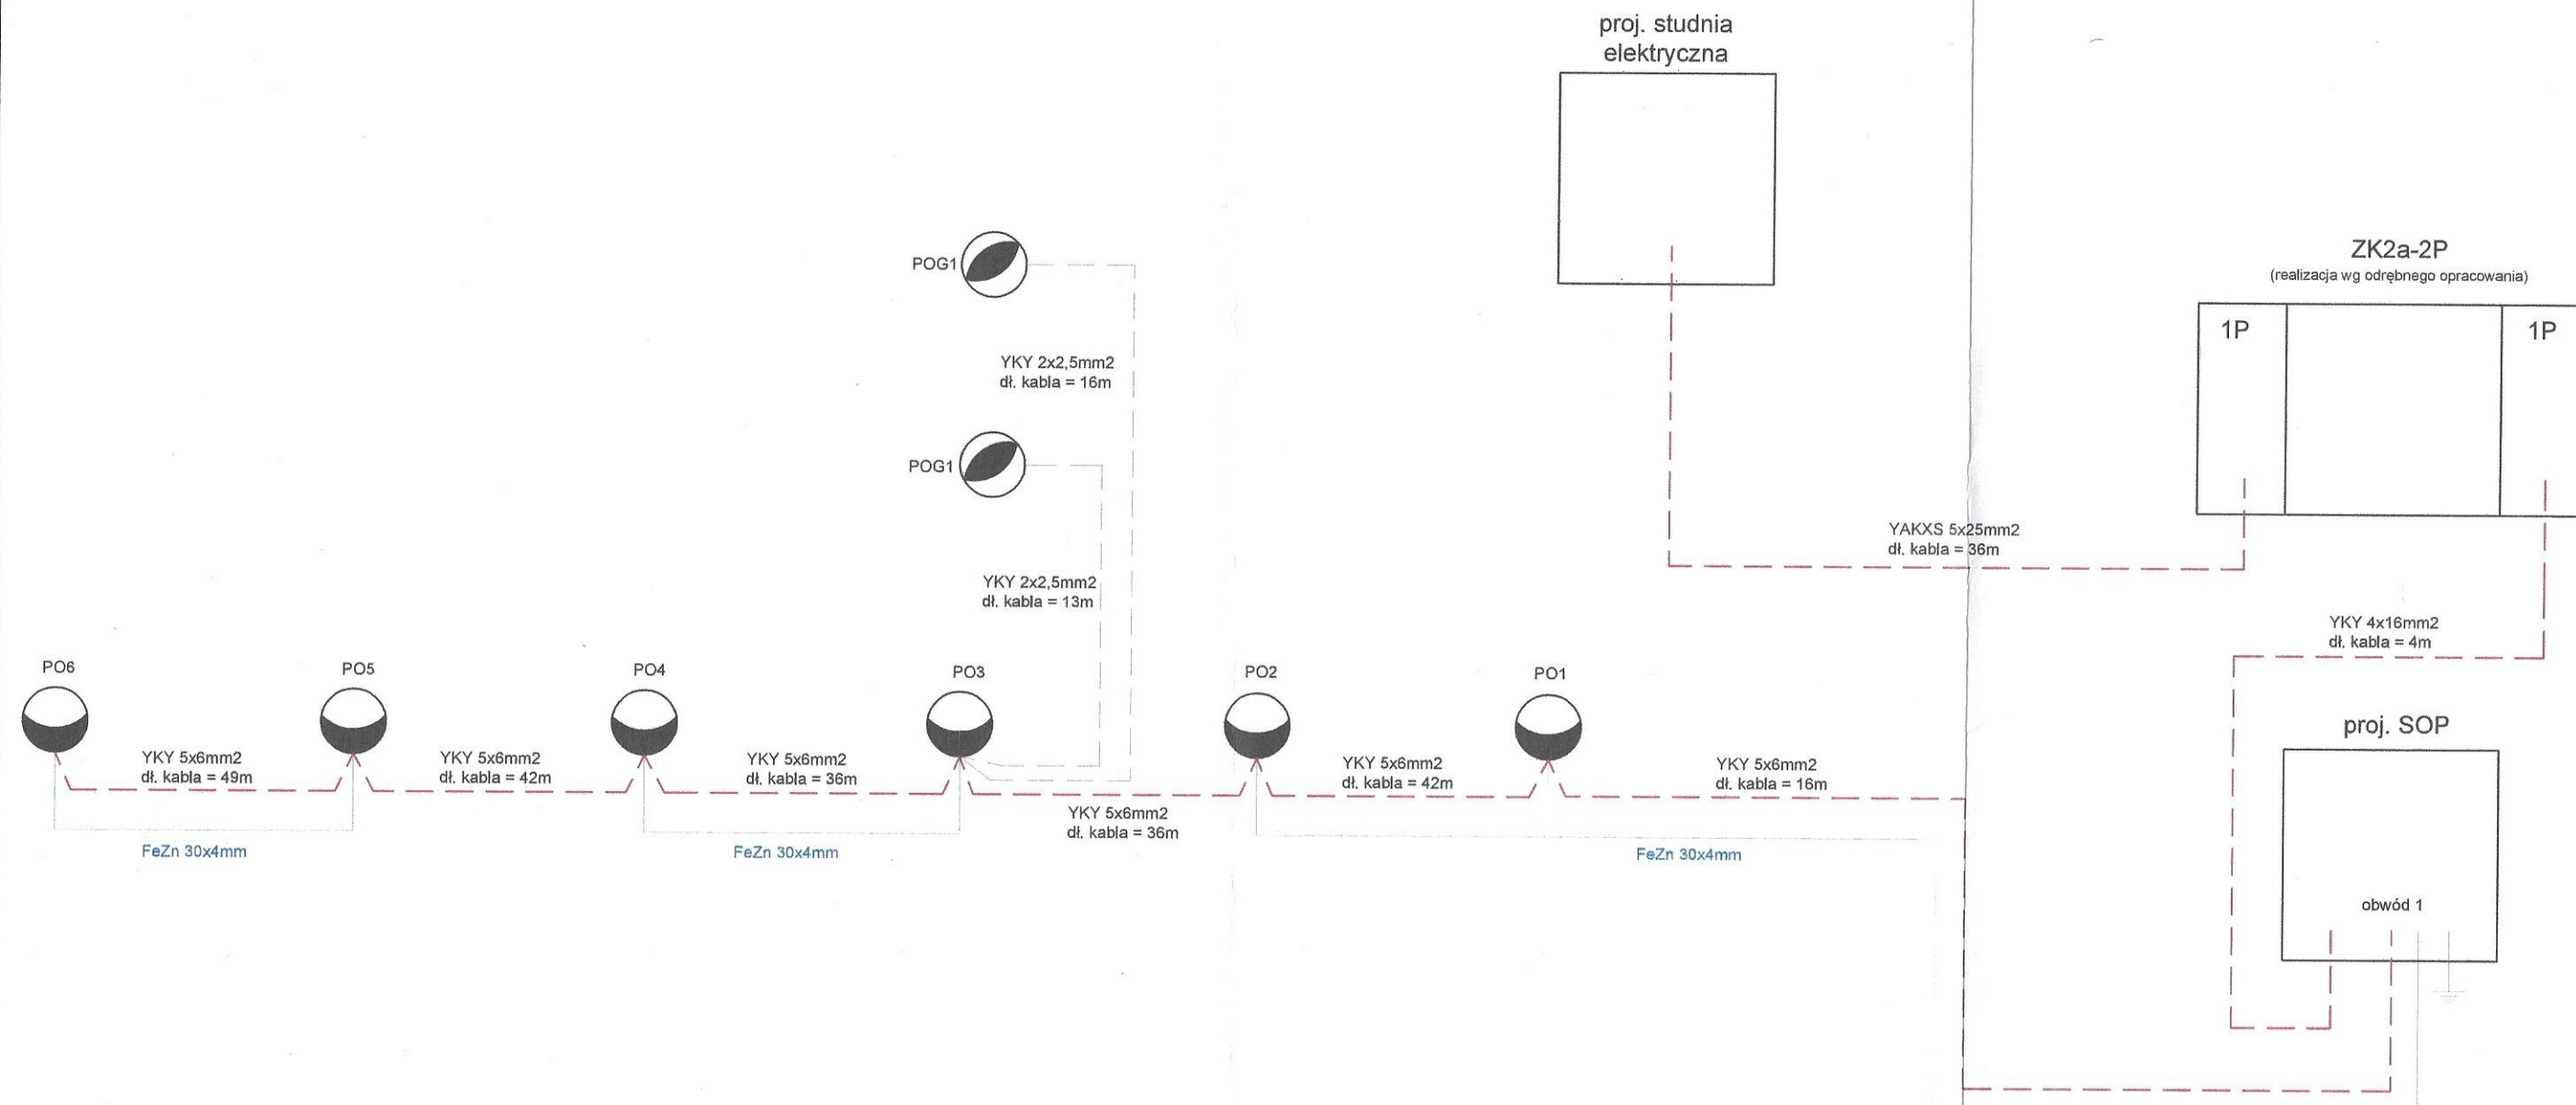 proj. studnia
elektryczna
ZK2a-2P
(realizacja wg odrębnego opracowania)
1P
1P
POG1
YKY 2x2,5mm2
dł. kabla = 16m
POG1
YAKXS 5x25mm2
dł. kabla = 36m
YKY 2x2,5mm2
dł. kabla = 13m
YKY 4x16mm2
dł. kabla = 4m
PO6
PO5
PO4
PO3
PO2
PO1
proj. SOP
YKY 5x6mm2
dł. kabla = 49m
YKY 5x6mm2
dł. kabla = 42m
YKY 5x6mm2
dł. kabla = 36m
YKY 5x6mm2
dł. kabla = 36m
YKY 5x6mm2
dł. kabla = 42m
YKY 5x6mm2
dł. kabla = 16m
FeZn 30x4mm
FeZn 30x4mm
FeZn 30x4mm
obwód 1